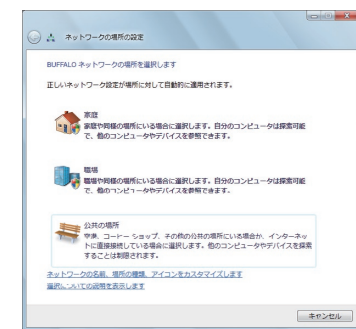 ネットワークの場所の設定
BUFFALO ネットワークの場所を選択します
正しいネットワーク設定が場所に対して自動的に適用されます。
家庭
家庭や同様の場所にいる場合に選択します。自分のコンピュータは探索可能
で、他のコンピュータやデバイスを参照できます。
職場
職場や同様の場所にいる場合に選択します。自分のコンピュータは探索可能
で、他のコンピュータやデバイスを参照できます。
公共の場所
空港、コーヒー ショップ、その他の公共の場所にいる場合か、インターネッ
トに直接接続している場合に選択します。他のコンピュータやデバイスを探索
することは制限されます。
ネットワークの名前、場所の種類、アイコンをカスタマイズします
選択についての説明を表示します
キャンセル